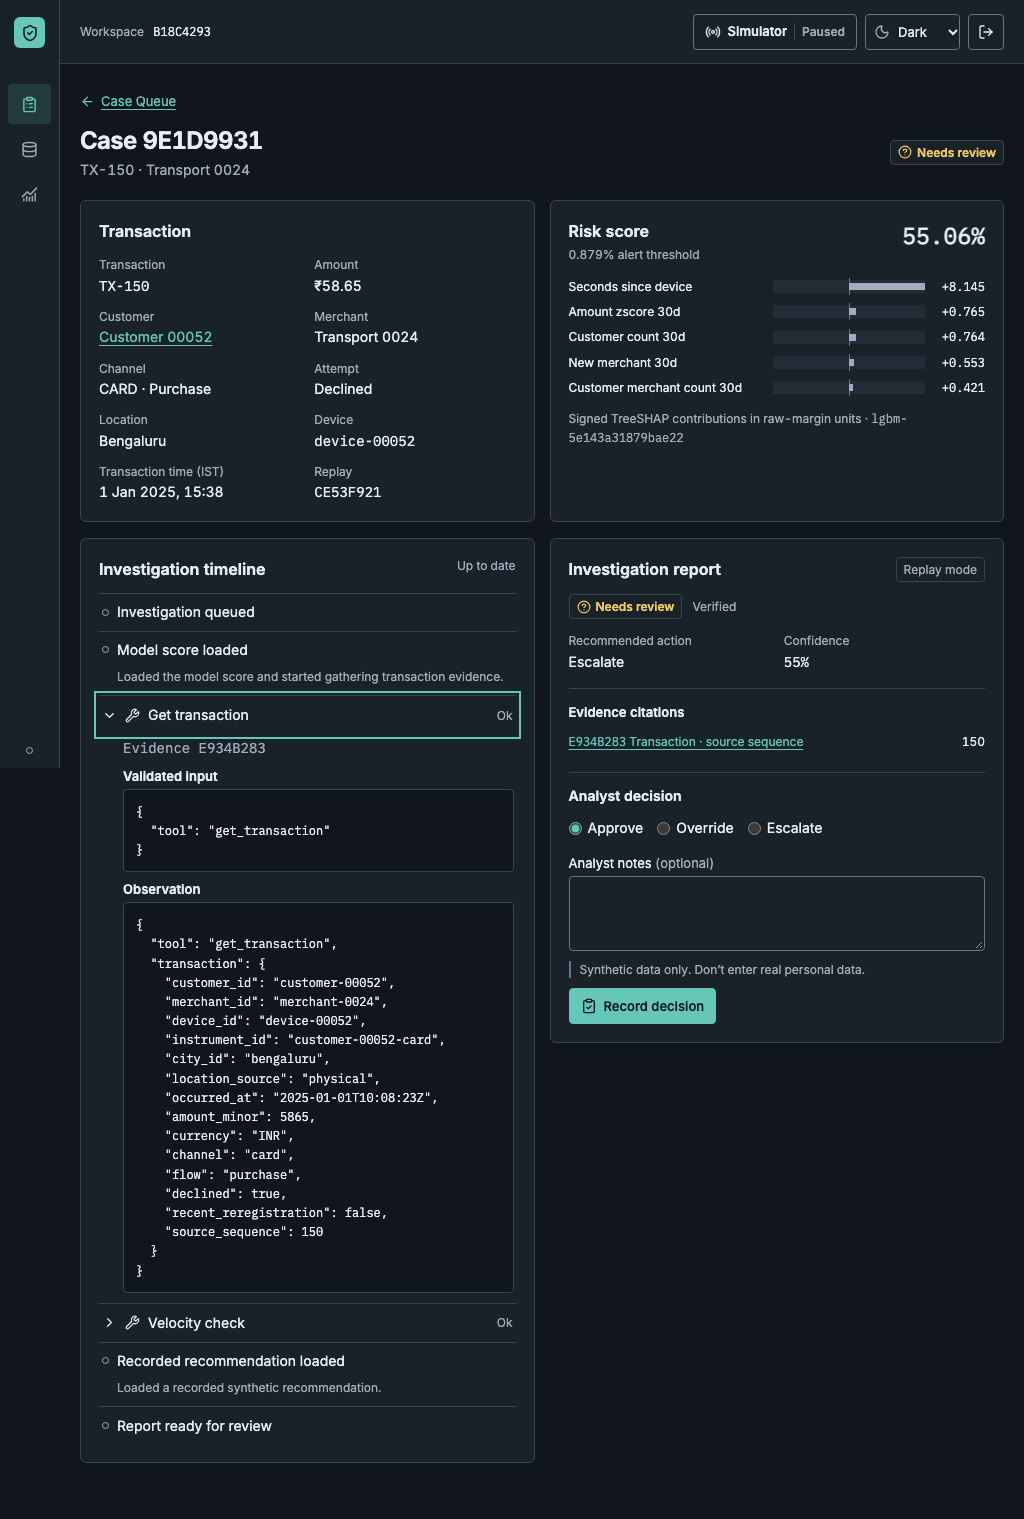 Workspace B18C4293
Simulator Paused
Dark
Case Queue
Case 9E1D9931
TX-150 · Transport 0024
Needs review
Transaction
Transaction
TX-150
Amount
₹58.65
Customer
Customer 00052
Merchant
Transport 0024
Channel
CARD · Purchase
Attempt
Declined
Location
Bengaluru
Device
device-00052
Transaction time (IST)
1 Jan 2025, 15:38
Replay
CE53F921
Risk score
55.06%
0.879% alert threshold
Seconds since device +8.145
Amount zscore 30d +0.765
Customer count 30d +0.764
New merchant 30d +0.553
Customer merchant count 30d +0.421
Signed TreeSHAP contributions in raw-margin units · lgbm-
5e143a31879bae22
Investigation timeline
Up to date
Investigation queued
Model score loaded
Loaded the model score and started gathering transaction evidence.
Get transaction Ok
Evidence E934B283
Validated input
{
"tool": "get_transaction"
}
Observation
{
"tool": "get_transaction",
"transaction": {
"customer_id": "customer-00052",
"merchant_id": "merchant-0024",
"device_id": "device-00052",
"instrument_id": "customer-00052-card",
"city_id": "bengaluru",
"location_source": "physical",
"occurred_at": "2025-01-01T10:08:23Z",
"amount_minor": 5865,
"currency": "INR",
"channel": "card",
"flow": "purchase",
"declined": true,
"recent_reregistration": false,
"source_sequence": 150
}
}
Velocity check Ok
Recorded recommendation loaded
Loaded a recorded synthetic recommendation.
Report ready for review
Investigation report
Replay mode
Needs review Verified
Recommended action
Escalate
Confidence
55%
Evidence citations
E934B283 Transaction · source sequence 150
Analyst decision
Approve Override Escalate
Analyst notes (optional)
Synthetic data only. Don't enter real personal data.
Record decision